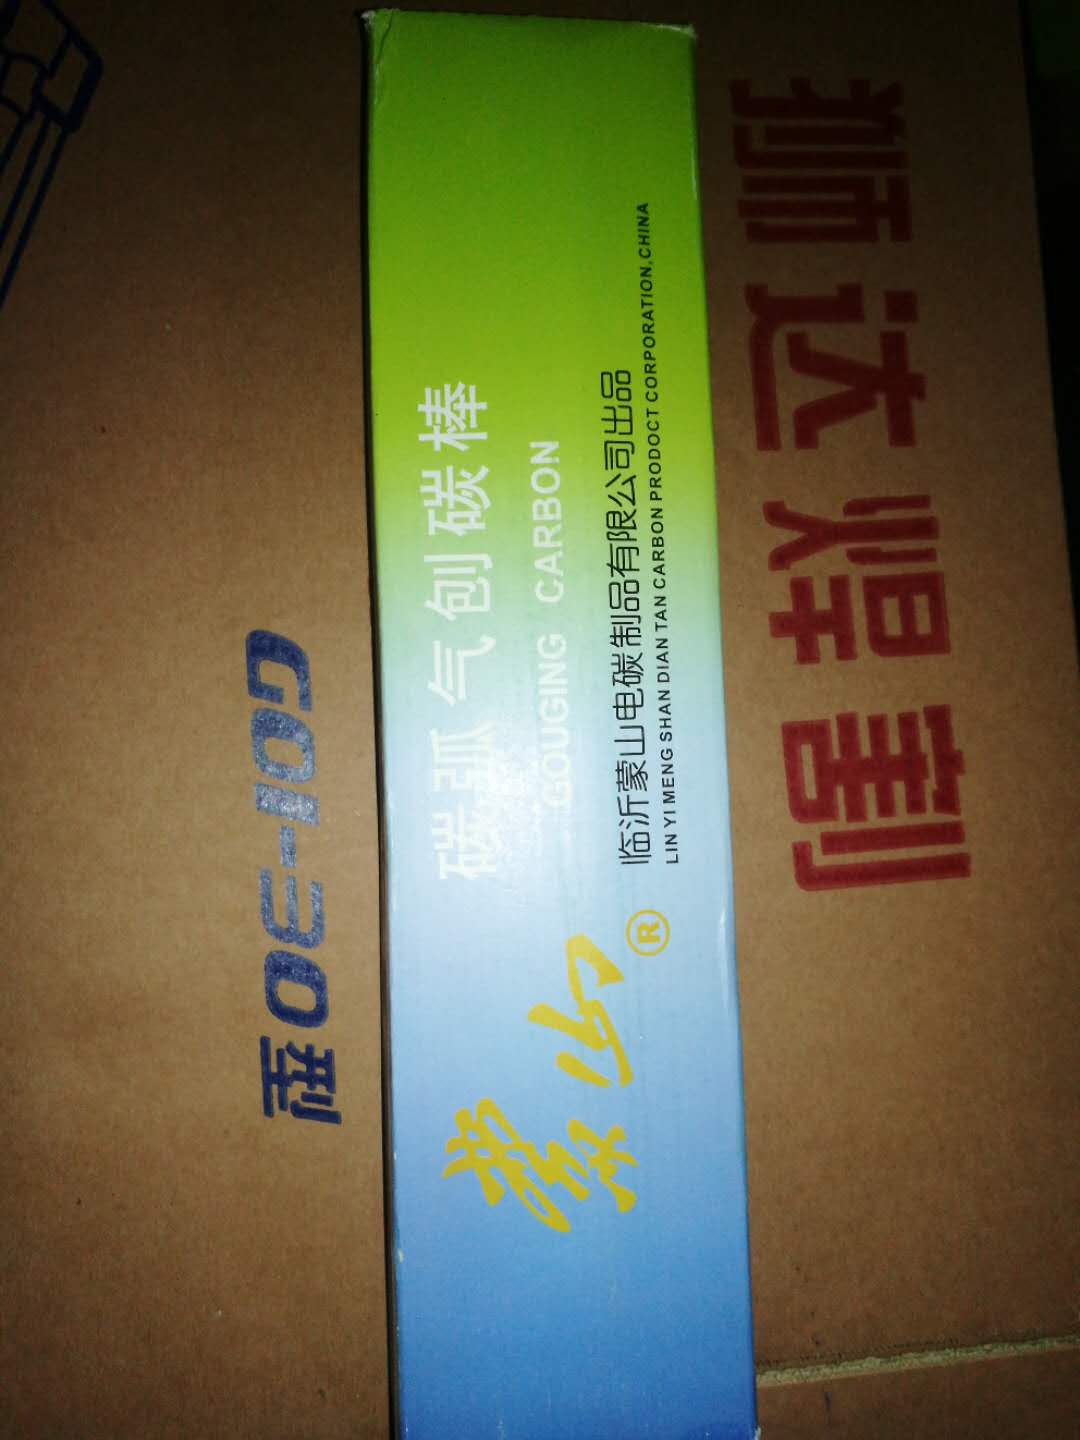 蒙山®
碳弧气刨碳棒
GOUGING CARBON
临沂蒙山电碳制品有限公司出品
LIN YI MENG SHAN DIAN TAN CARBON PRODOCT CORPORATION,CHINA
G01-30型
狮达焊割